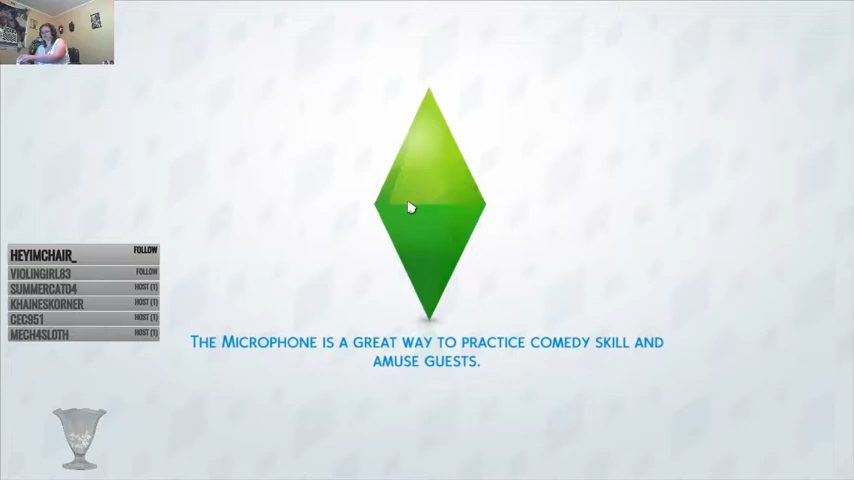 HEYIMCHAIR_ FOLLOW
VIOLINGIRL83 FOLLOW
SUMMERCAT04 HOST (1)
KHAINESKORNER HOST (1)
CEC951 HOST (1)
MECH4SLOTH HOST (1)
THE MICROPHONE IS A GREAT WAY TO PRACTICE COMEDY SKILL AND
AMUSE GUESTS.